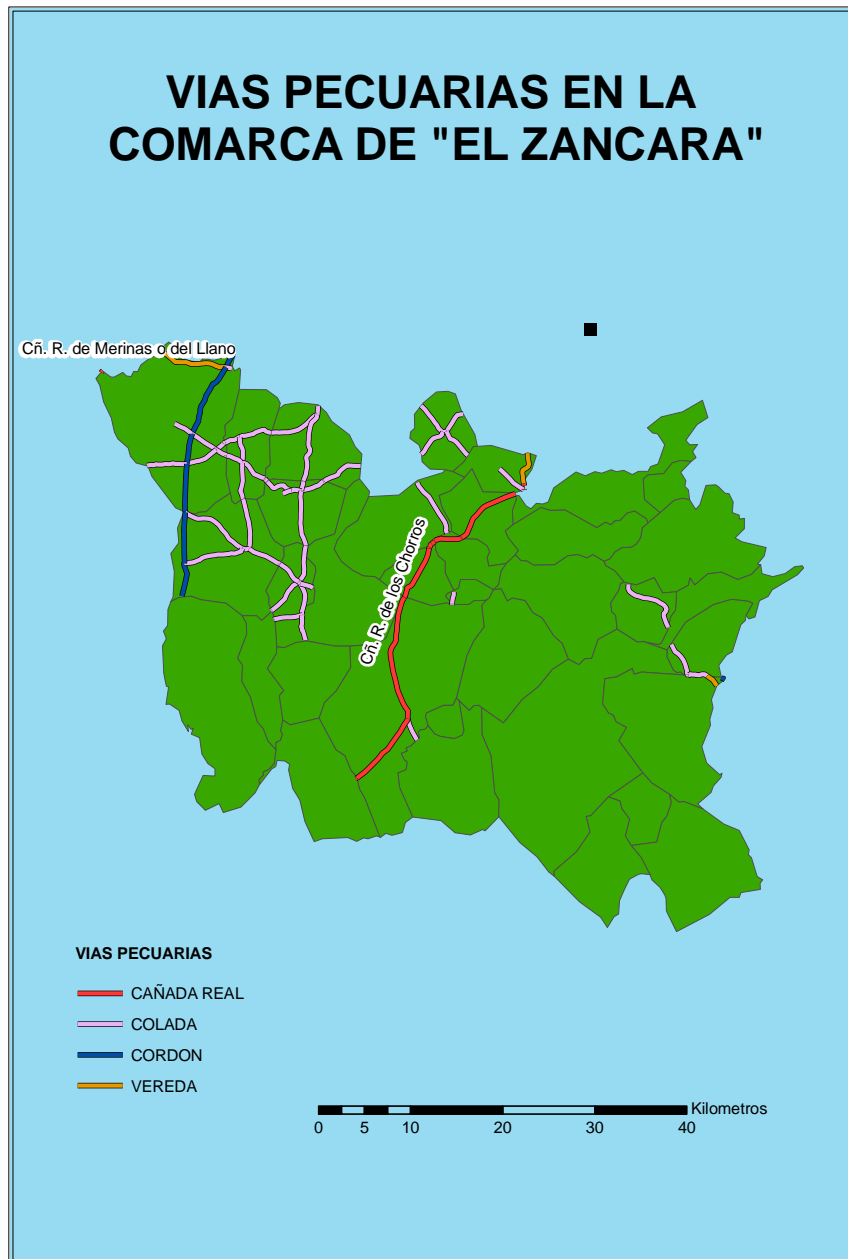 VIAS PECUARIAS EN LA
COMARCA DE "EL ZANCARA"
Cñ. R. de Merinas o del Llano
Cñ. R. de los Chorros
VIAS PECUARIAS
CAÑADA REAL
COLADA
CORDON
VEREDA
Kilometros
0 5 10 20 30 40